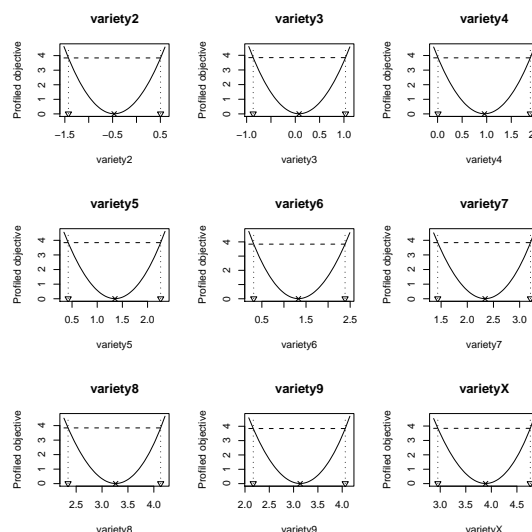 variety2 variety3 variety4
Profiled objective Profiled objective Profiled objective
0 1 2 3 4 0 1 2 3 4 0 1 2 3 4
−1.5 −0.5 0.5 −1.0 0.0 1.0 0.0 0.5 1.0 1.5
variety2 variety3 variety4
variety5 variety6 variety7
Profiled objective Profiled objective Profiled objective
0 1 2 3 4 0 2 4 0 1 2 3 4
0.5 1.0 1.5 2.0 0.5 1.5 2.5 1.5 2.0 2.5 3.0
variety5 variety6 variety7
variety8 variety9 varietyX
Profiled objective Profiled objective Profiled objective
0 1 2 3 4 0 1 2 3 4 0 1 2 3 4
2.5 3.0 3.5 4.0 2.0 2.5 3.0 3.5 4.0 3.0 3.5 4.0 4.5
variety8 variety9 varietyX